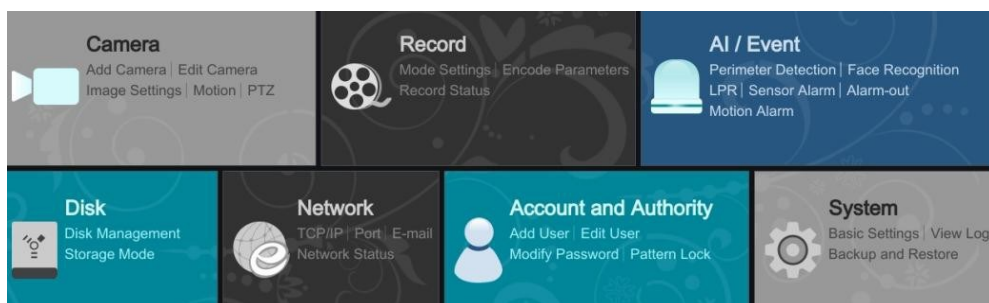 Camera
Add Camera | Edit Camera
Image Settings | Motion | PTZ
Record
Mode Settings | Encode Parameters
Record Status
AI / Event
Perimeter Detection | Face Recognition
LPR | Sensor Alarm | Alarm-out
Motion Alarm
Disk
Disk Management
Storage Mode
Network
TCP/IP | Port | E-mail
Network Status
Account and Authority
Add User | Edit User
Modify Password | Pattern Lock
System
Basic Settings | View Log
Backup and Restore